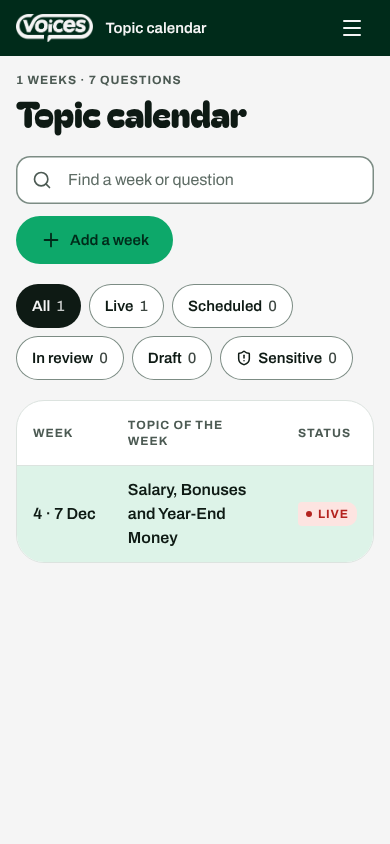 voices
Topic calendar
1 WEEKS · 7 QUESTIONS
Topic calendar
Find a week or question
Add a week
All 1
Live 1
Scheduled 0
In review 0
Draft 0
Sensitive 0
WEEK
TOPIC OF THE
WEEK
STATUS
4 · 7 Dec
Salary, Bonuses
and Year-End
Money
LIVE